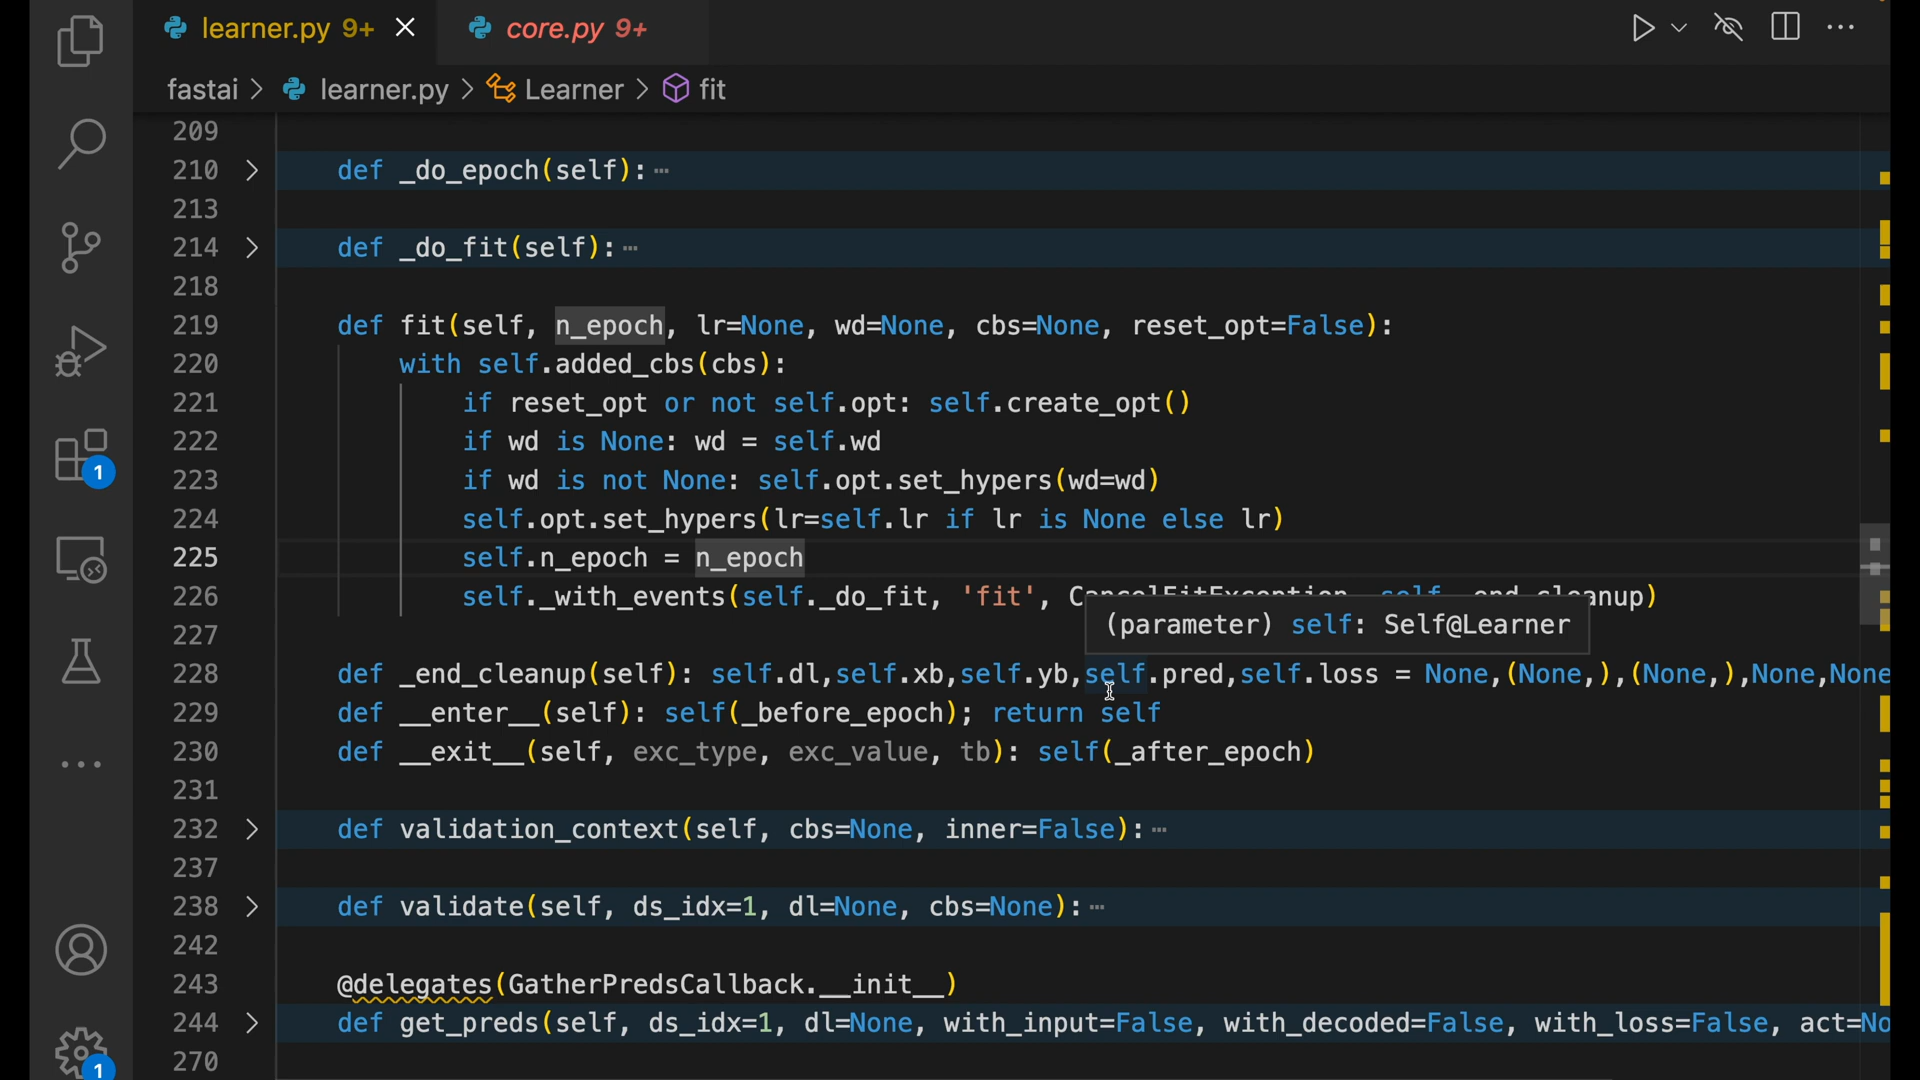 learner.py 9+
core.py 9+
fastai > learner.py > Learner > fit
209
210 def _do_epoch(self):⋯
213
214 def _do_fit(self):⋯
218
219 def fit(self, n_epoch, lr=None, wd=None, cbs=None, reset_opt=False):
220 with self.added_cbs(cbs):
221 if reset_opt or not self.opt: self.create_opt()
222 if wd is None: wd = self.wd
223 if wd is not None: self.opt.set_hypers(wd=wd)
224 self.opt.set_hypers(lr=self.lr if lr is None else lr)
225 self.n_epoch = n_epoch
226 self._with_events(self._do_fit, 'fit', CancelFitException, self._end_cleanup)
(parameter) self: Self@Learner
227
228 def _end_cleanup(self): self.dl,self.xb,self.yb,self.pred,self.loss = None,(None,),(None,),None,None
229 def __enter__(self): self(_before_epoch); return self
230 def __exit__(self, exc_type, exc_value, tb): self(_after_epoch)
231
232 def validation_context(self, cbs=None, inner=False):⋯
237
238 def validate(self, ds_idx=1, dl=None, cbs=None):⋯
242
243 @delegates(GatherPredsCallback.__init__)
244 def get_preds(self, ds_idx=1, dl=None, with_input=False, with_decoded=False, with_loss=False, act=No
270
1
1